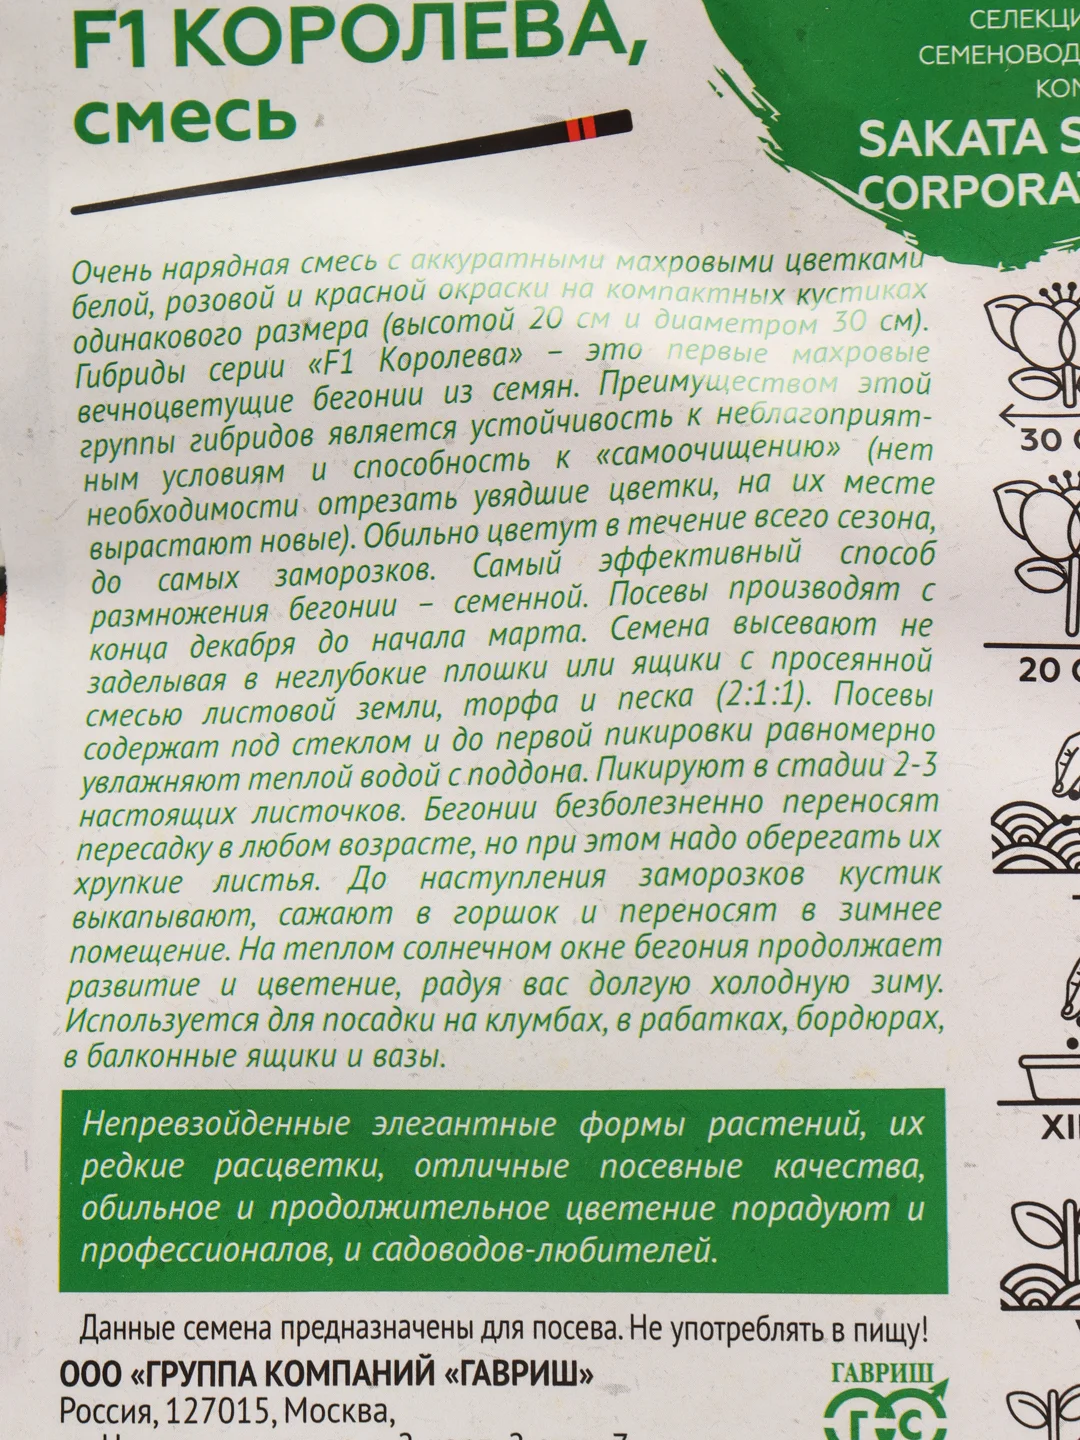 F1 КОРОЛЕВА,
смесь
СЕЛЕКЦИ
СЕМЕНОВОД
КОМ
SAKATA S
CORPORAT
Очень нарядная смесь с аккуратными махровыми цветками
белой, розовой и красной окраски на компактных кустиках
одинакового размера (высотой 20 см и диаметром 30 см).
Гибриды серии «F1 Королева» – это первые махровые
вечноцветущие бегонии из семян. Преимуществом этой
группы гибридов является устойчивость к неблагоприят-
ным условиям и способность к «самоочищению» (нет
необходимости отрезать увядшие цветки, на их месте
вырастают новые). Обильно цветут в течение всего сезона,
до самых заморозков. Самый эффективный способ
размножения бегонии – семенной. Посевы производят с
конца декабря до начала марта. Семена высевают не
заделывая в неглубокие плошки или ящики с просеянной
смесью листовой земли, торфа и песка (2:1:1). Посевы
содержат под стеклом и до первой пикировки равномерно
увлажняют теплой водой с поддона. Пикируют в стадии 2-3
настоящих листочков. Бегонии безболезненно переносят
пересадку в любом возрасте, но при этом надо оберегать их
хрупкие листья. До наступления заморозков кустик
выкапывают, сажают в горшок и переносят в зимнее
помещение. На теплом солнечном окне бегония продолжает
развитие и цветение, радуя вас долгую холодную зиму.
Используется для посадки на клумбах, в рабатках, бордюрах,
в балконные ящики и вазы.
30
20
XII
Непревзойденные элегантные формы растений, их
редкие расцветки, отличные посевные качества,
обильное и продолжительное цветение порадуют и
профессионалов, и садоводов-любителей.
Данные семена предназначены для посева. Не употреблять в пищу!
ООО «ГРУППА КОМПАНИЙ «ГАВРИШ»
Россия, 127015, Москва,
ГАВРИШ
Г С